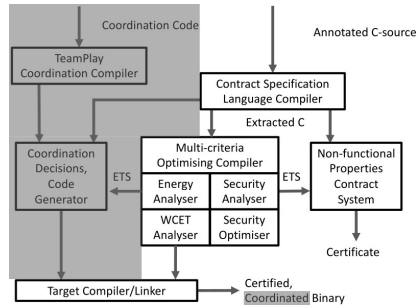 Coordination Code
Annotated C-source
TeamPlay
Coordination Compiler
Contract Specification
Language Compiler
Extracted C
Multi-criteria
Optimising Compiler
Coordination
Decisions,
Code
Generator
ETS
Energy
Analyser
Security
Analyser
WCET
Analyser
Security
Optimiser
ETS
Non-functional
Properties
Contract
System
Certificate
Target Compiler/Linker
Certified,
Coordinated Binary